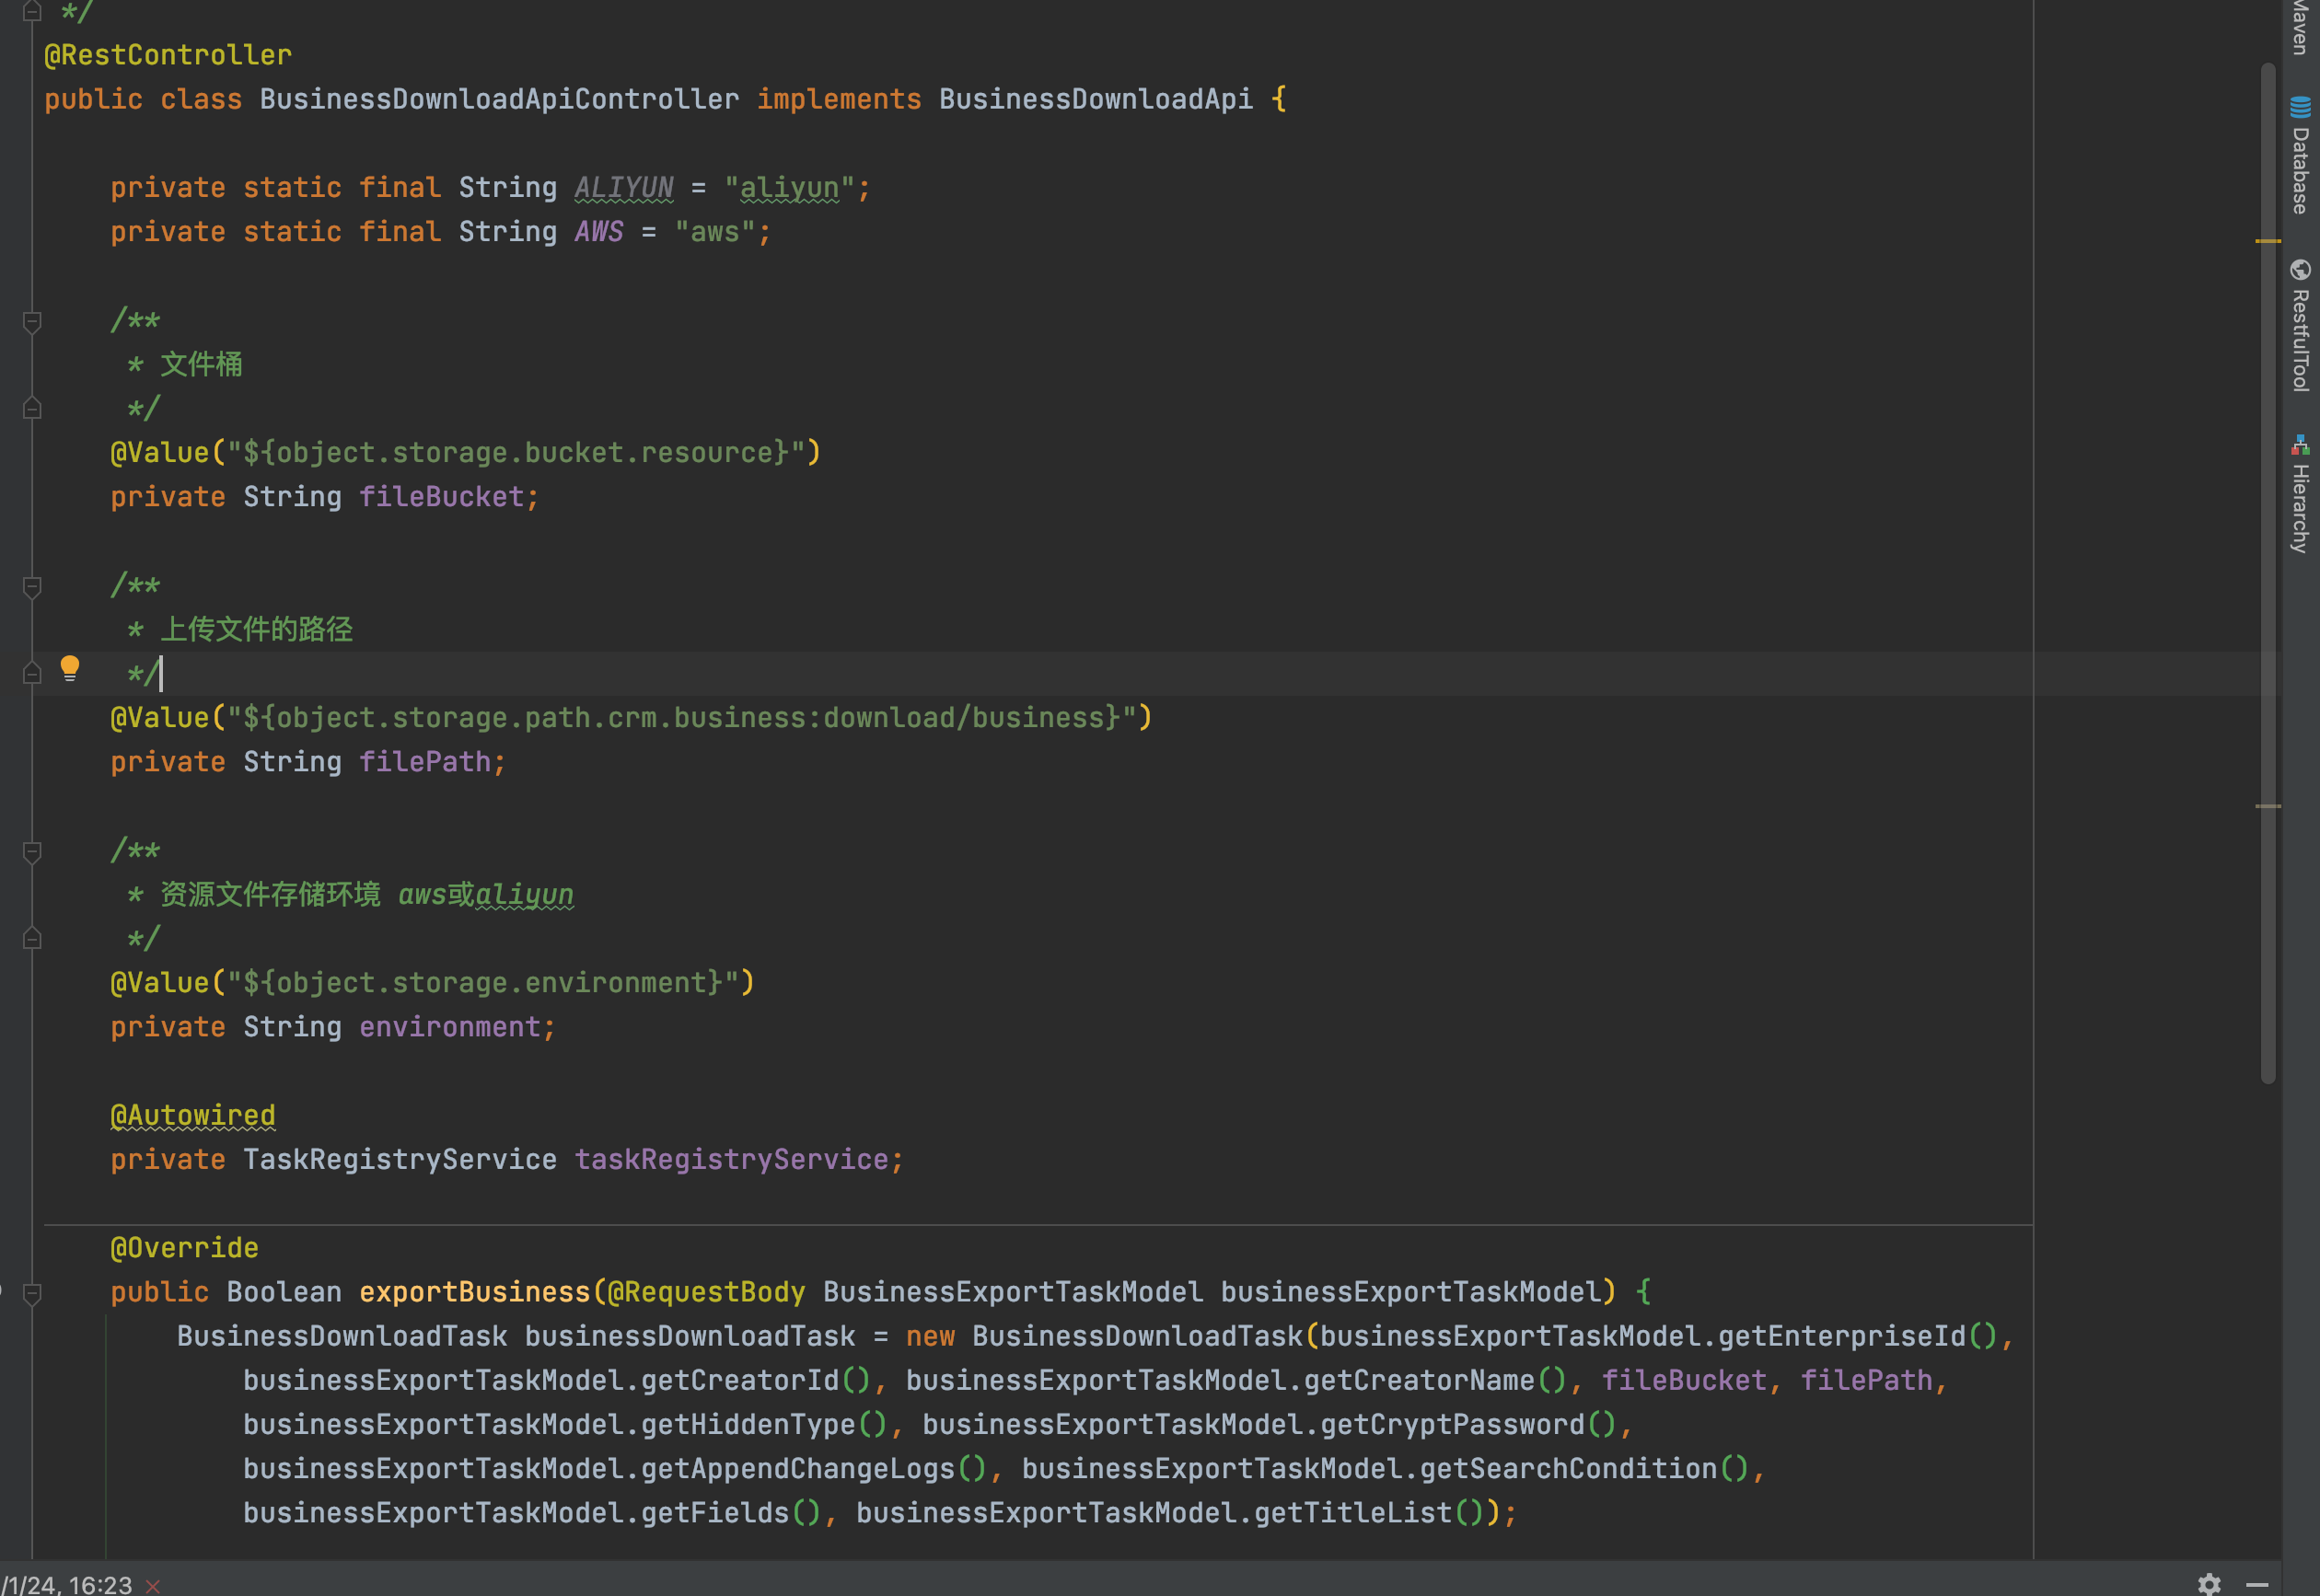 */
@RestController
public class BusinessDownloadApiController implements BusinessDownloadApi {
private static final String ALIYUN = "aliyun";
private static final String AWS = "aws";
/**
* 文件桶
*/
@Value("${object.storage.bucket.resource}")
private String fileBucket;
/**
* 上传文件的路径
*/
@Value("${object.storage.path.crm.business:download/business}")
private String filePath;
/**
* 资源文件存储环境 aws或aliyun
*/
@Value("${object.storage.environment}")
private String environment;
@Autowired
private TaskRegistryService taskRegistryService;
@Override
public Boolean exportBusiness(@RequestBody BusinessExportTaskModel businessExportTaskModel) {
BusinessDownloadTask businessDownloadTask = new BusinessDownloadTask(businessExportTaskModel.getEnterpriseId(),
businessExportTaskModel.getCreatorId(), businessExportTaskModel.getCreatorName(), fileBucket, filePath,
businessExportTaskModel.getHiddenType(), businessExportTaskModel.getCryptPassword(),
businessExportTaskModel.getAppendChangeLogs(), businessExportTaskModel.getSearchCondition(),
businessExportTaskModel.getFields(), businessExportTaskModel.getTitleList());
/1/24, 16:23
Maven
Database
RestfulTool
Hierarchy